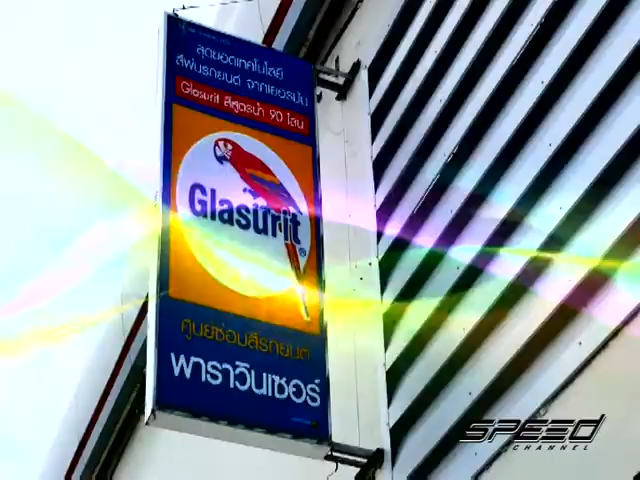 สุดยอดเทคโนโลยี
สีพ่นรถยนต์ จากเยอรมัน
Glasurit สีสูตรน้ำ 90 ไลน์
Glasurit
ศูนย์ซ่อมสีรถยนต์
พาราวินเซอร์
SPEED
CHANNEL